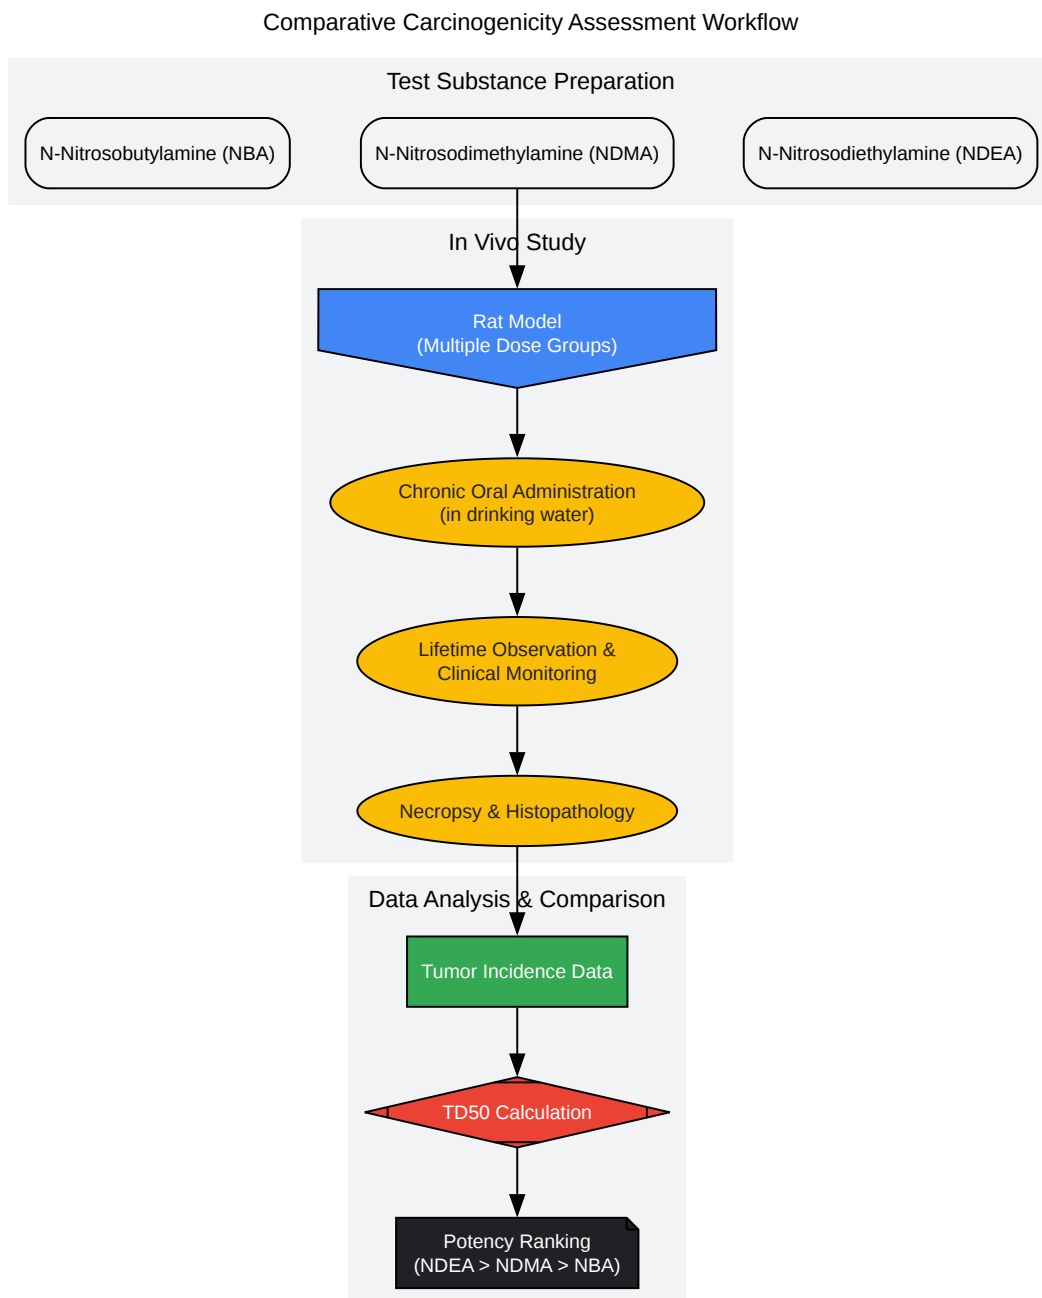 Comparative Carcinogenicity Assessment Workflow
Test Substance Preparation
N-Nitrosobutylamine (NBA)
N-Nitrosodimethylamine (NDMA)
N-Nitrosodiethylamine (NDEA)
In Vivo Study
Rat Model
(Multiple Dose Groups)
Chronic Oral Administration
(in drinking water)
Lifetime Observation &
Clinical Monitoring
Necropsy & Histopathology
Data Analysis & Comparison
Tumor Incidence Data
TD50 Calculation
Potency Ranking
(NDEA > NDMA > NBA)